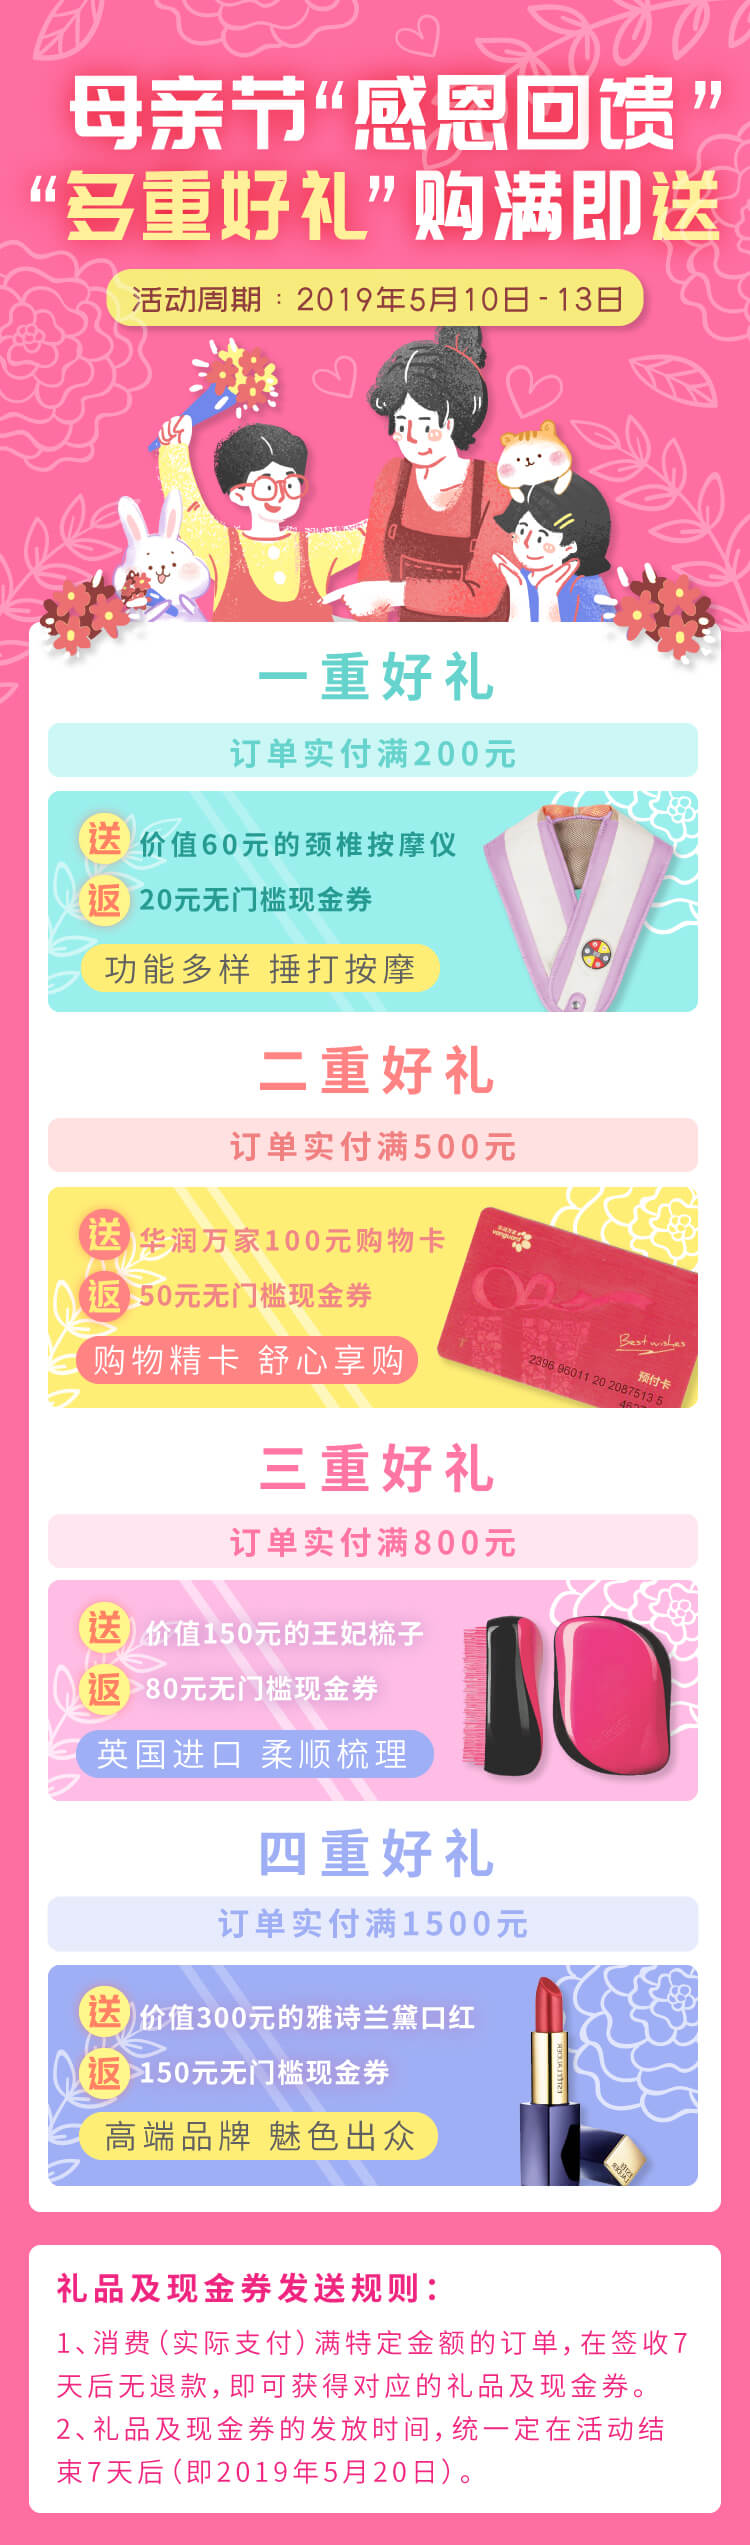 母亲节“感恩回馈”
“多重好礼”购满即送
活动周期：2019年5月10日-13日
一重好礼
订单实付满200元
送 价值60元的颈椎按摩仪
返 20元无门槛现金券
功能多样 捶打按摩
二重好礼
订单实付满500元
送 华润万家100元购物卡
返 50元无门槛现金券
购物精卡 舒心享购
华润万家
vanguard
Best wishes
预付卡
2396 96011 20 2087513 5
三重好礼
订单实付满800元
送 价值150元的王妃梳子
返 80元无门槛现金券
英国进口 柔顺梳理
四重好礼
订单实付满1500元
送 价值300元的雅诗兰黛口红
返 150元无门槛现金券
高端品牌 魅色出众
礼品及现金券发送规则：
1、消费（实际支付）满特定金额的订单，在签收7
天后无退款，即可获得对应的礼品及现金券。
2、礼品及现金券的发放时间，统一定在活动结
束7天后（即2019年5月20日）。